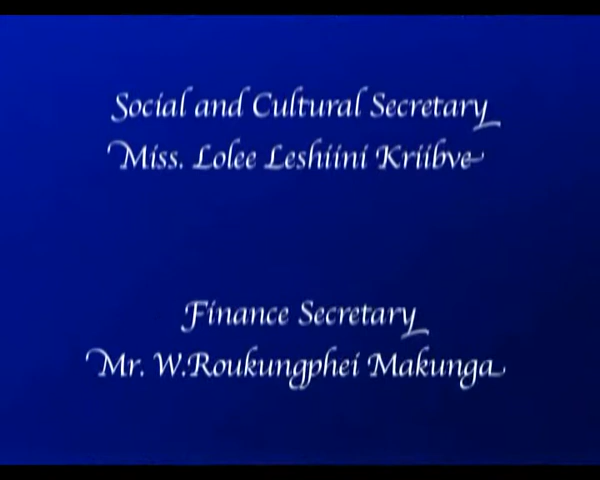 Social and Cultural Secretary
Miss. Lolee Leshiini Kriibve
Finance Secretary
Mr. W.Roukungphei Makunga